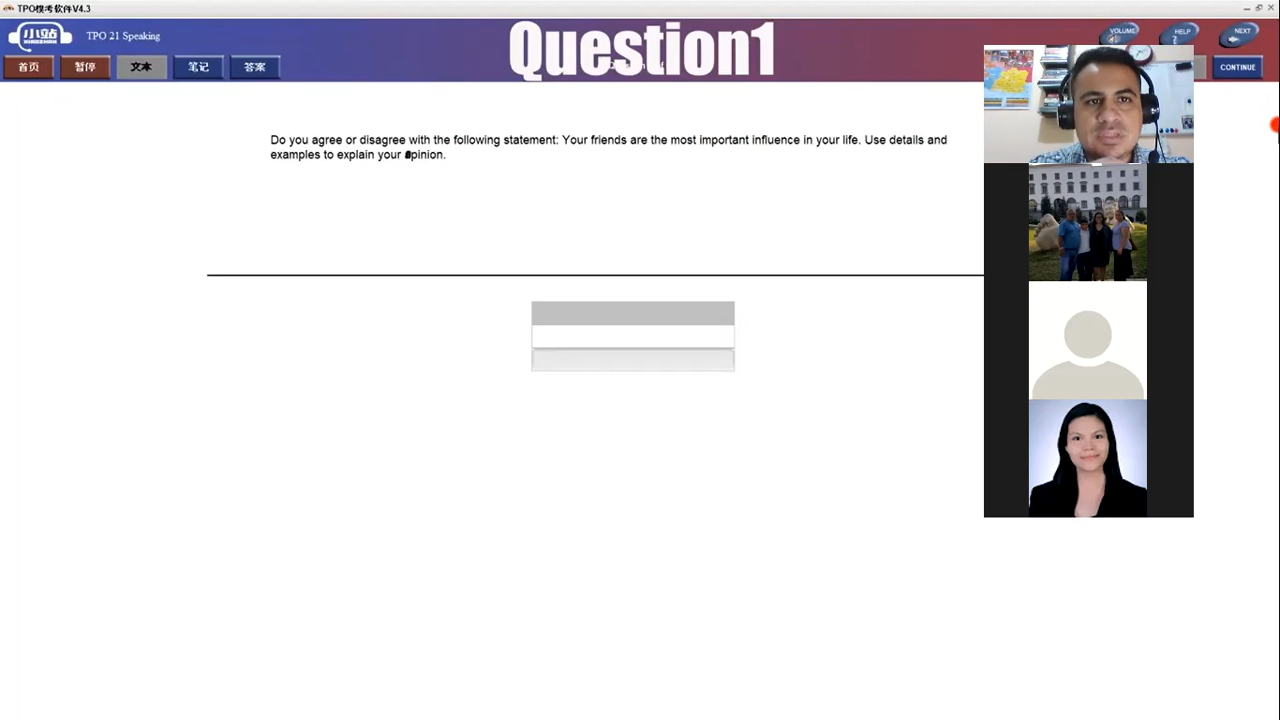 TPO模考软件V4.3
小站
TPO 21 Speaking
Question1
VOLUME
HELP
NEXT
首页
暂停
文本
笔记
答案
CONTINUE
Do you agree or disagree with the following statement: Your friends are the most important influence in your life. Use details and
examples to explain your opinion.